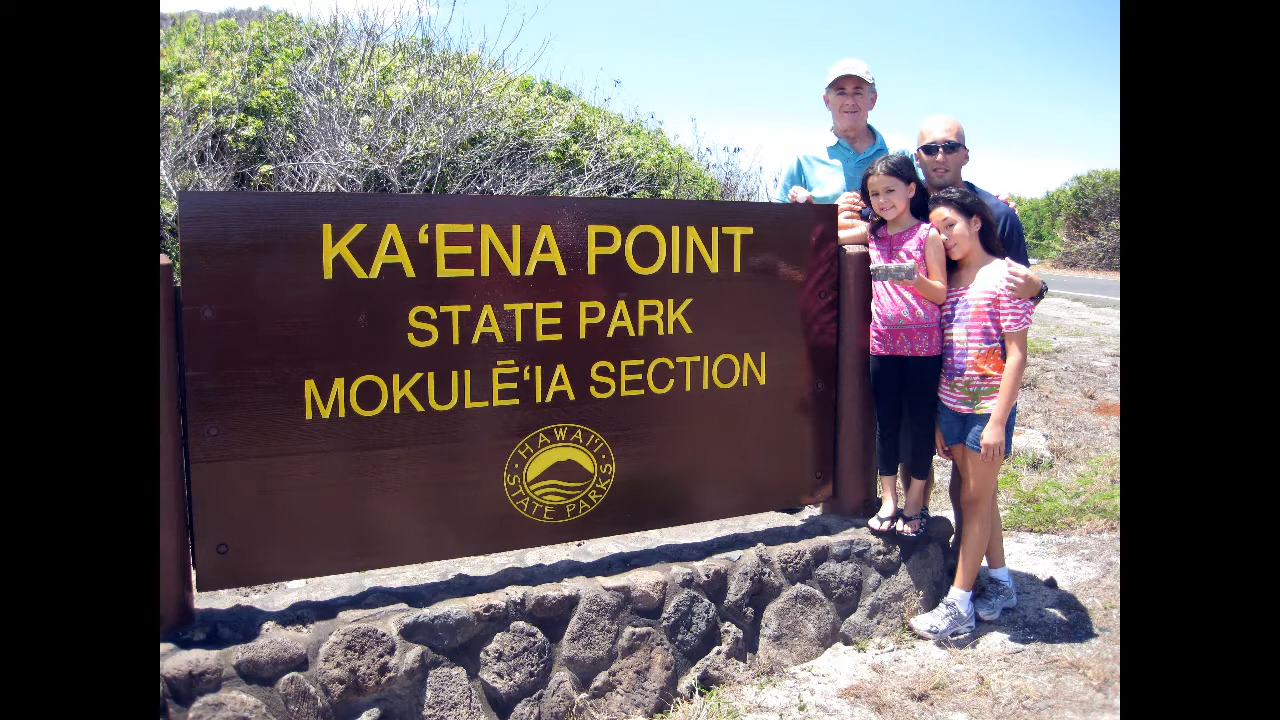 KAʻENA POINT
STATE PARK
MOKULĒʻIA SECTION
HAWAIʻI
STATE PARKS